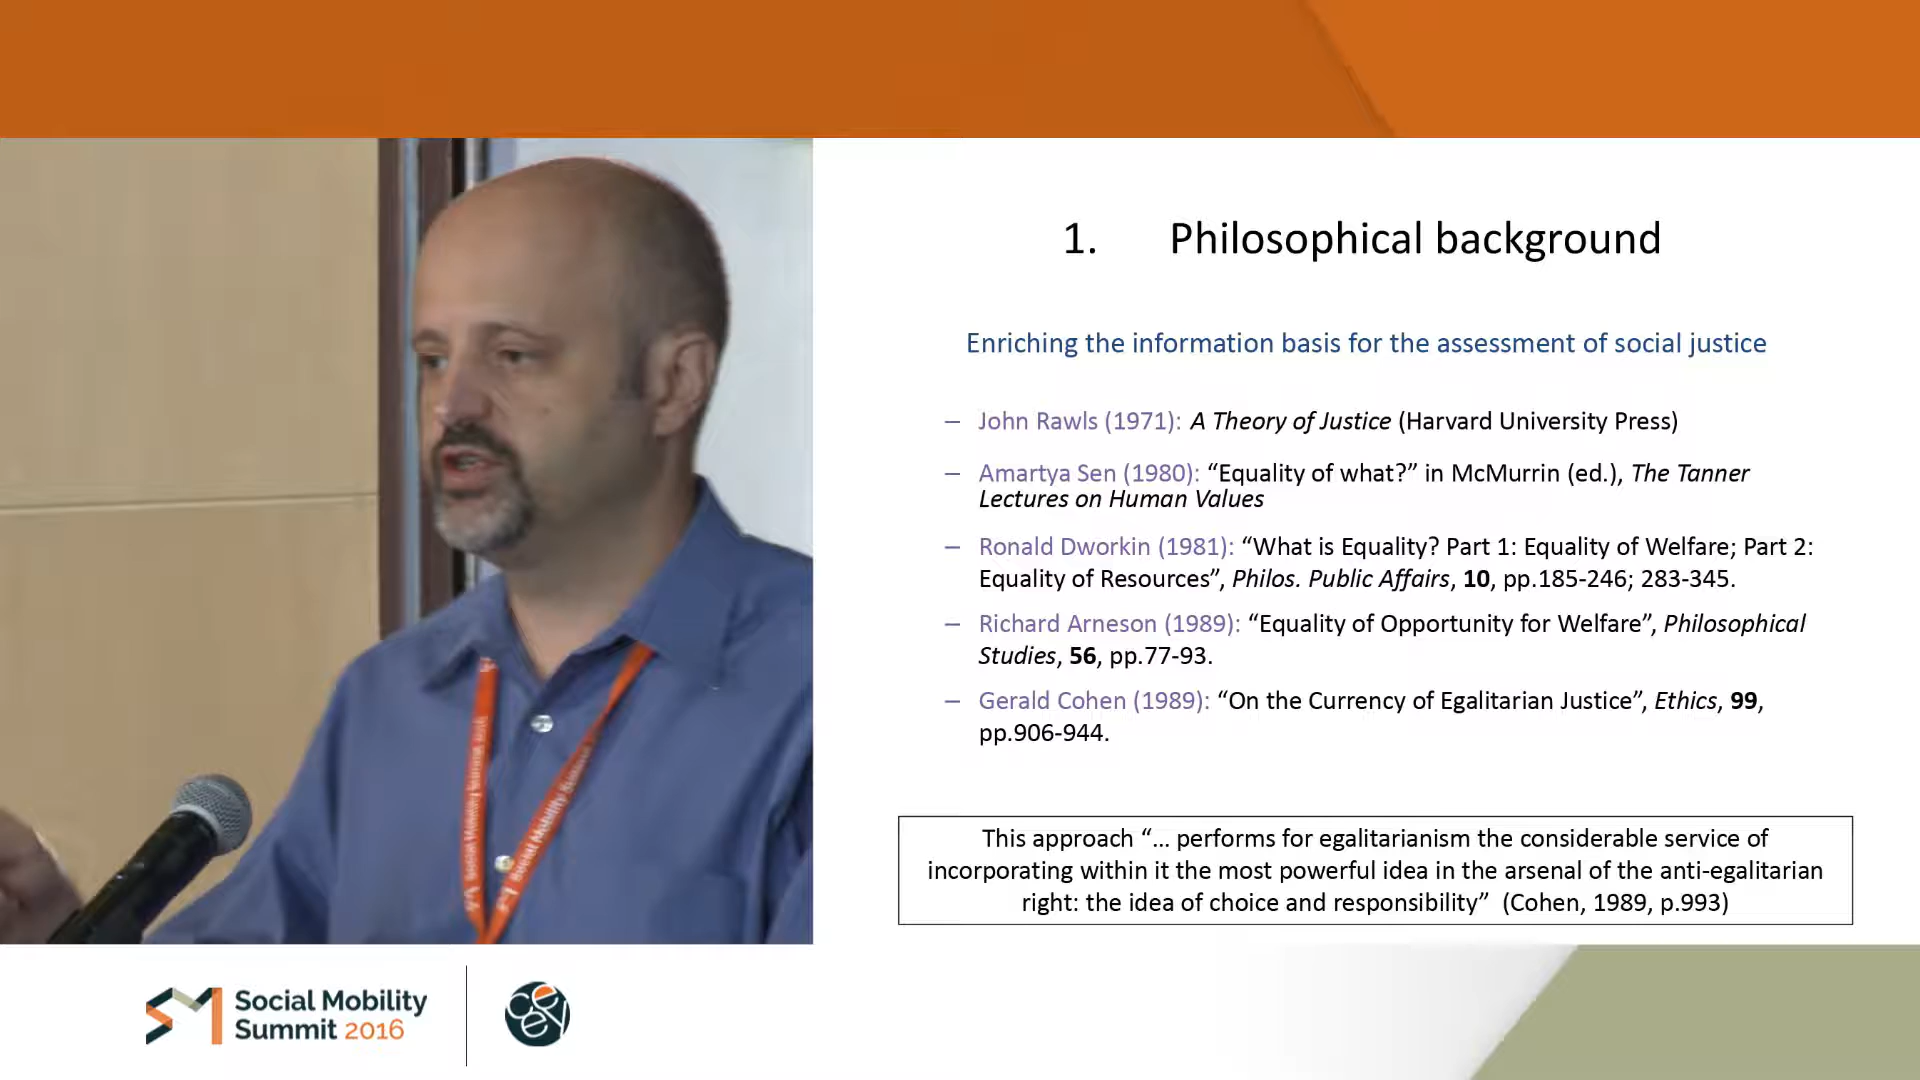 1. Philosophical background
Enriching the information basis for the assessment of social justice
– John Rawls (1971): A Theory of Justice (Harvard University Press)
– Amartya Sen (1980): “Equality of what?” in McMurrin (ed.), The Tanner
Lectures on Human Values
– Ronald Dworkin (1981): “What is Equality? Part 1: Equality of Welfare; Part 2:
Equality of Resources”, Philos. Public Affairs, 10, pp.185-246; 283-345.
– Richard Arneson (1989): “Equality of Opportunity for Welfare”, Philosophical
Studies, 56, pp.77-93.
– Gerald Cohen (1989): “On the Currency of Egalitarian Justice”, Ethics, 99,
pp.906-944.
This approach “… performs for egalitarianism the considerable service of
incorporating within it the most powerful idea in the arsenal of the anti-egalitarian
right: the idea of choice and responsibility” (Cohen, 1989, p.993)
Social Mobility
Summit 2016
ceey